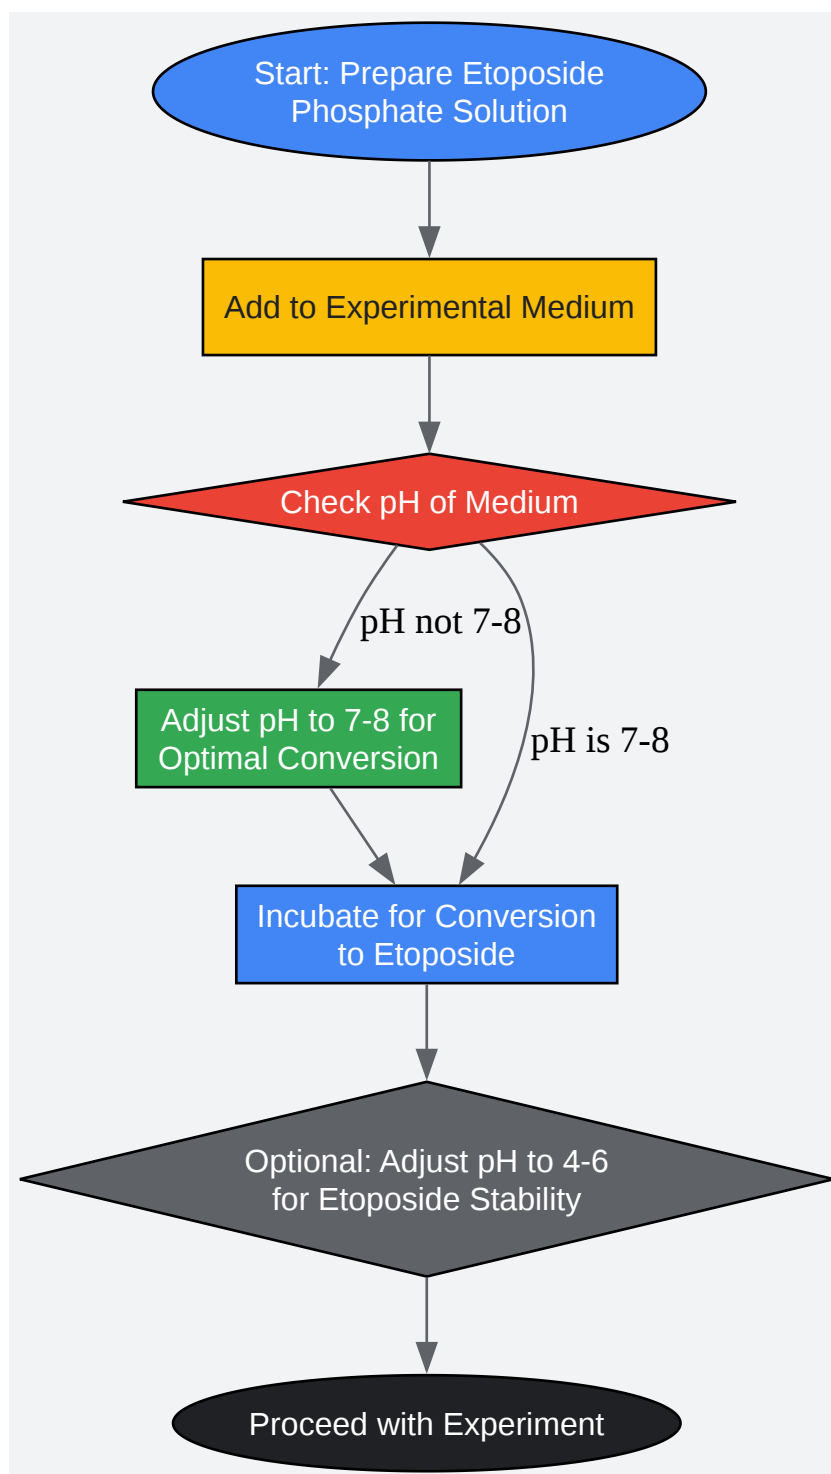 Start: Prepare Etoposide
Phosphate Solution
Add to Experimental Medium
Check pH of Medium
pH not 7-8
Adjust pH to 7-8 for
Optimal Conversion
pH is 7-8
Incubate for Conversion
to Etoposide
Optional: Adjust pH to 4-6
for Etoposide Stability
Proceed with Experiment